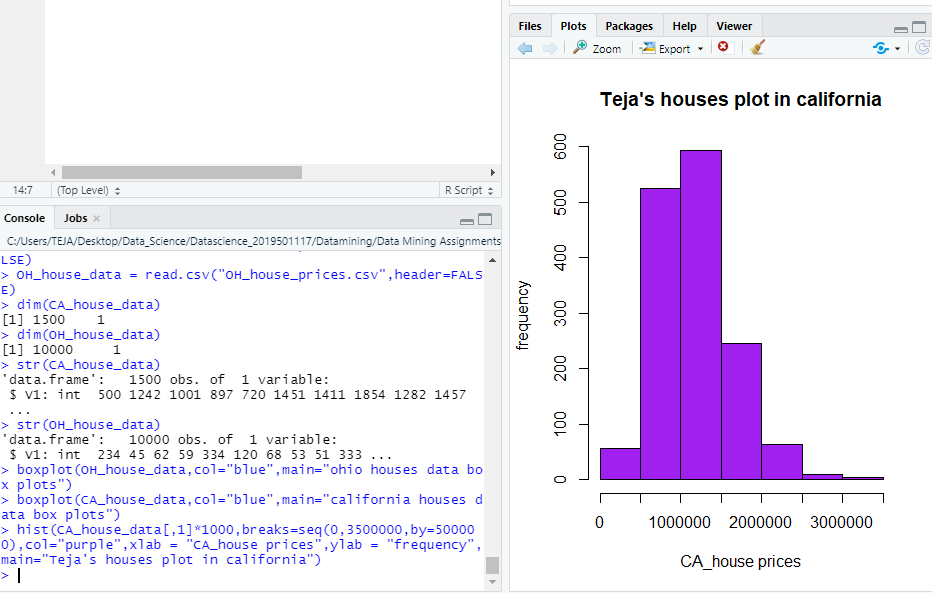 14:7 (Top Level) R Script
Console Jobs
C:/Users/TEJA/Desktop/Data_Science/Datascience_2019501117/Datamining/Data Mining Assignments
LSE)
> OH_house_data = read.csv("OH_house_prices.csv",header=FALS
E)
> dim(CA_house_data)
[1] 1500    1
> dim(OH_house_data)
[1] 10000     1
> str(CA_house_data)
'data.frame':   1500 obs. of  1 variable:
 $ V1: int  500 1242 1001 897 720 1451 1411 1854 1282 1457
 ...
> str(OH_house_data)
'data.frame':   10000 obs. of  1 variable:
 $ V1: int  234 45 62 59 334 120 68 53 51 333 ...
> boxplot(OH_house_data,col="blue",main="ohio houses data bo
x plots")
> boxplot(CA_house_data,col="blue",main="california houses d
ata box plots")
> hist(CA_house_data[,1]*1000,breaks=seq(0,3500000,by=50000
0),col="purple",xlab = "CA_house prices",ylab = "frequency",
main="Teja's houses plot in california")
>
Files Plots Packages Help Viewer
Zoom Export
Teja's houses plot in california
frequency
600
500
400
300
200
100
0
0 1000000 2000000 3000000
CA_house prices